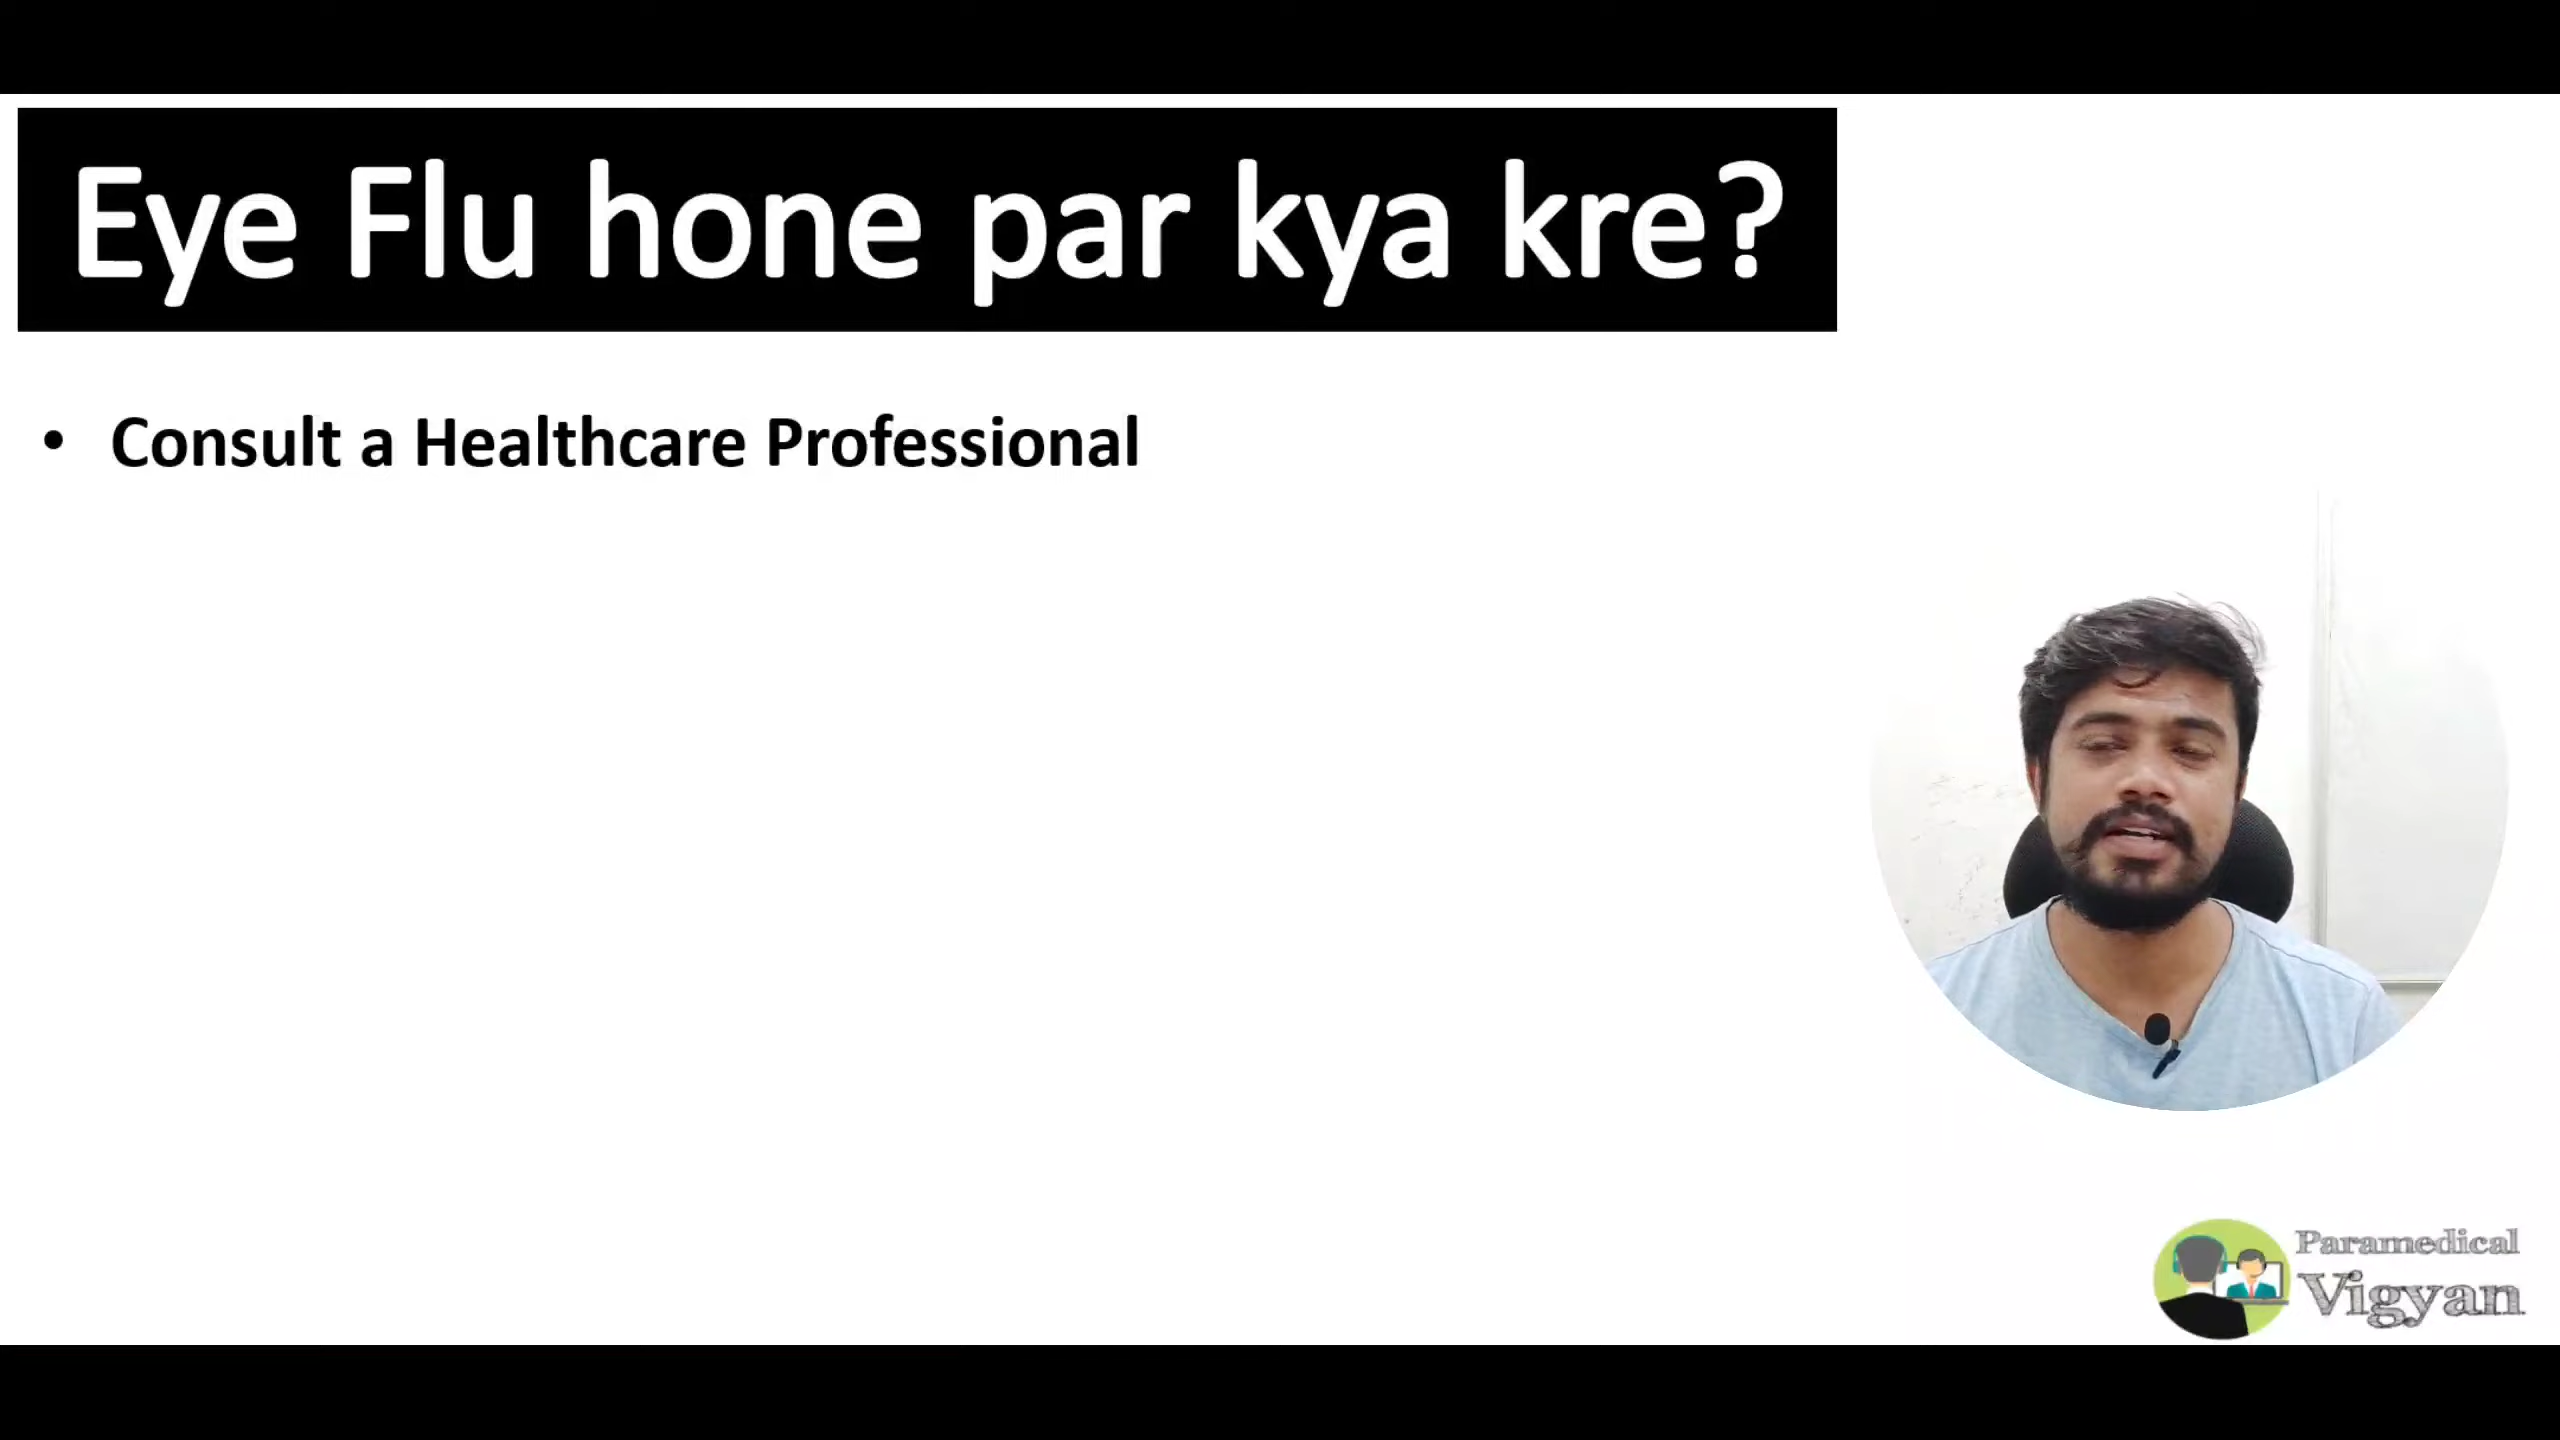 Eye Flu hone par kya kre?
• Consult a Healthcare Professional
Paramedical
Vigyan